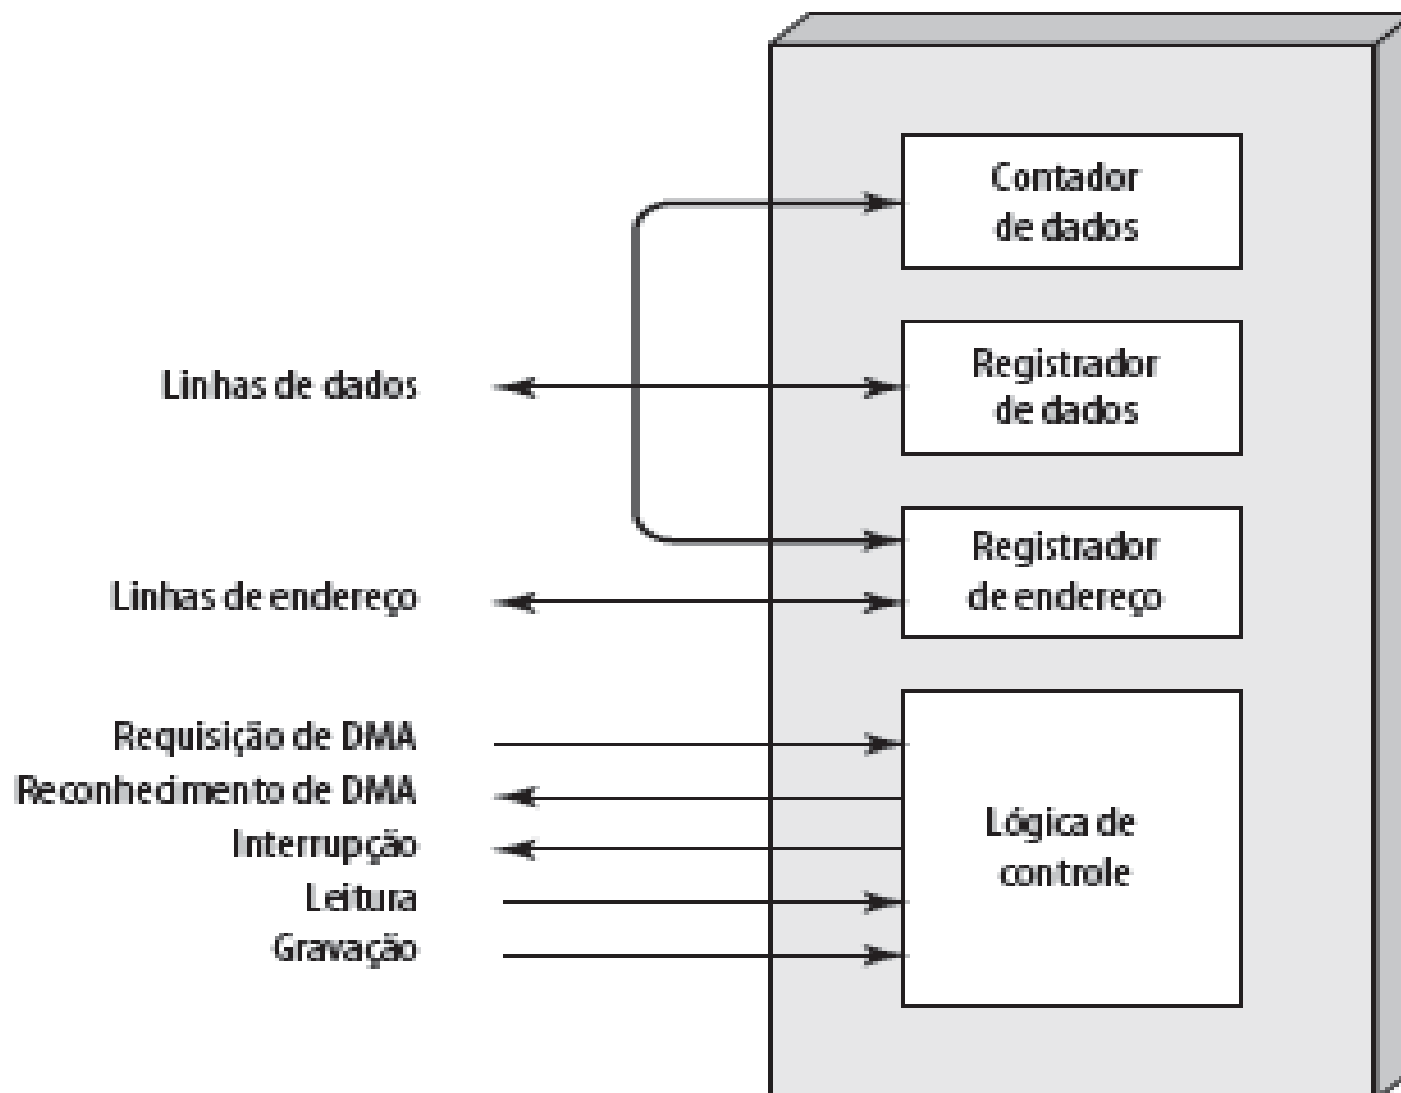 Contador
de dados
Linhas de dados
Registrador
de dados
Linhas de endereço
Registrador
de endereço
Requisição de DMA
Reconhecimento de DMA
Interrupção
Leitura
Gravação
Lógica de
controle